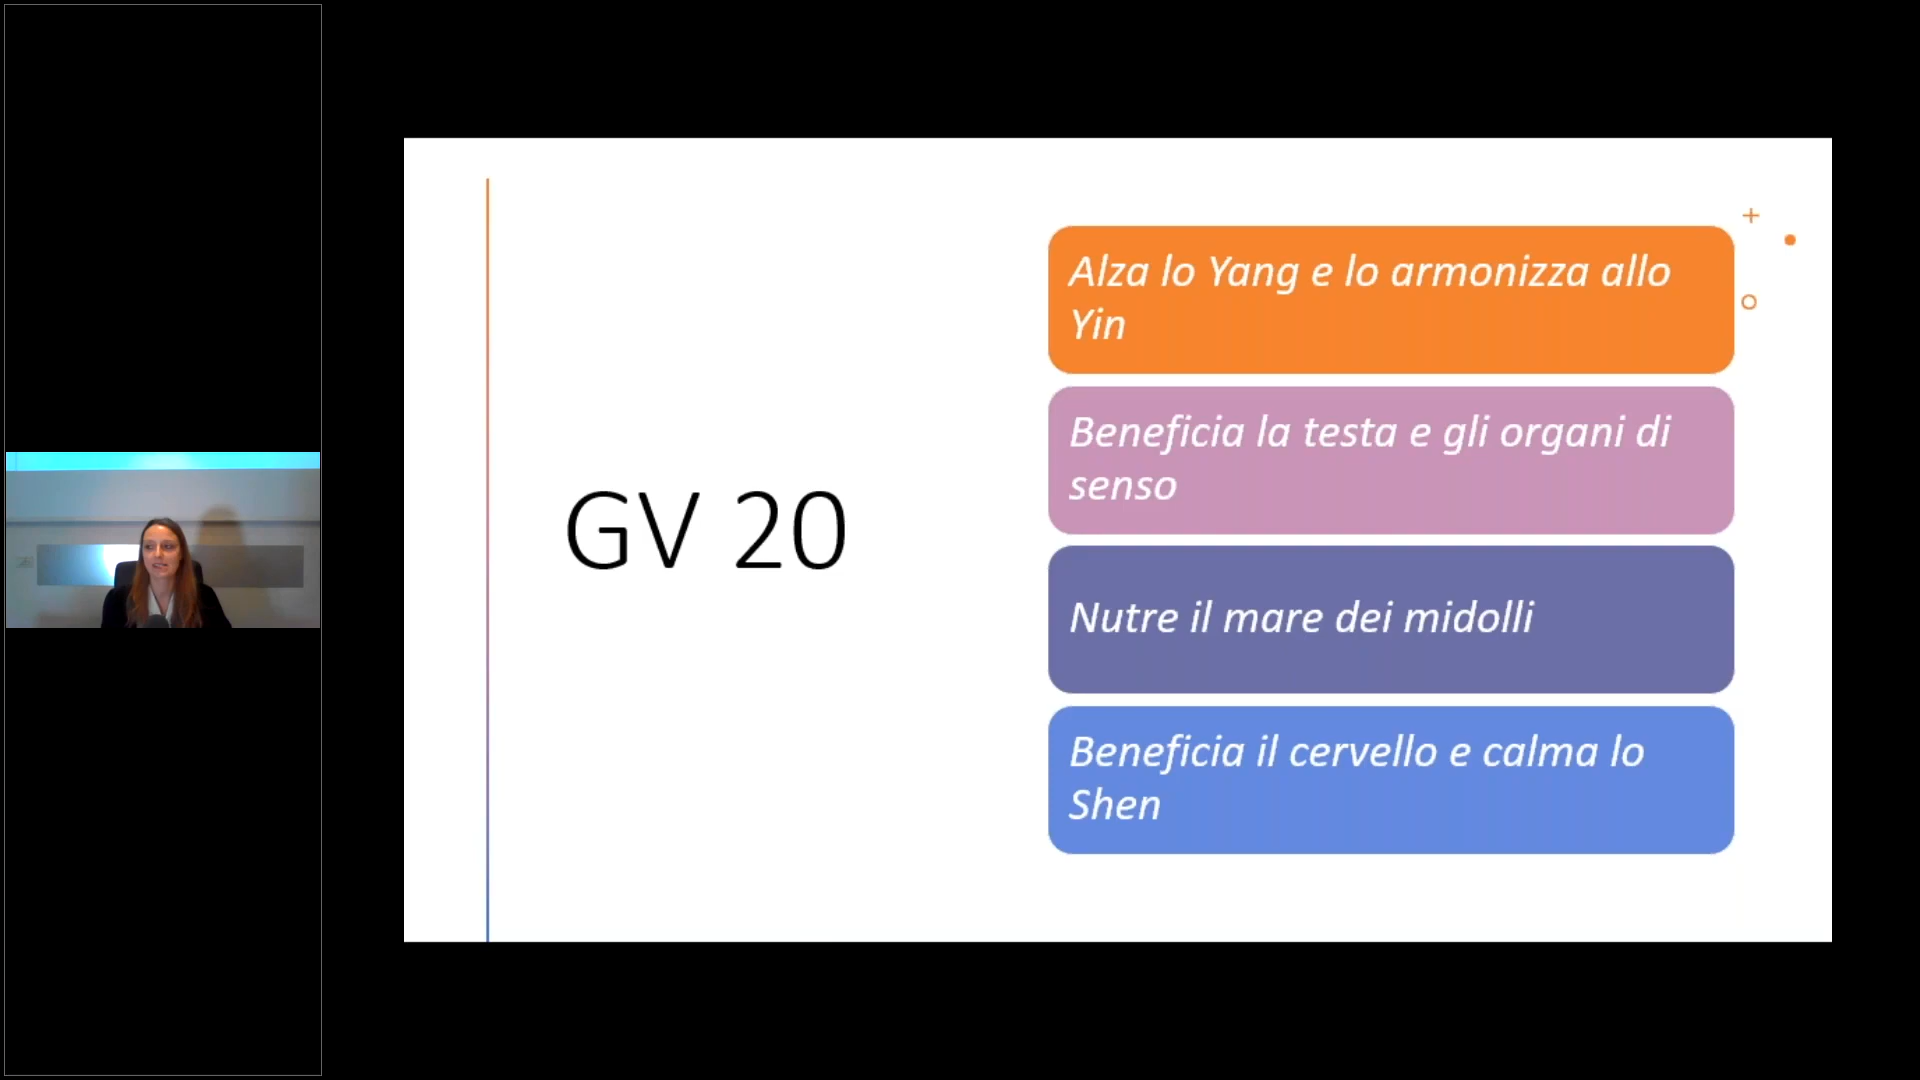 GV 20
Alza lo Yang e lo armonizza allo
Yin
Beneficia la testa e gli organi di
senso
Nutre il mare dei midolli
Beneficia il cervello e calma lo
Shen